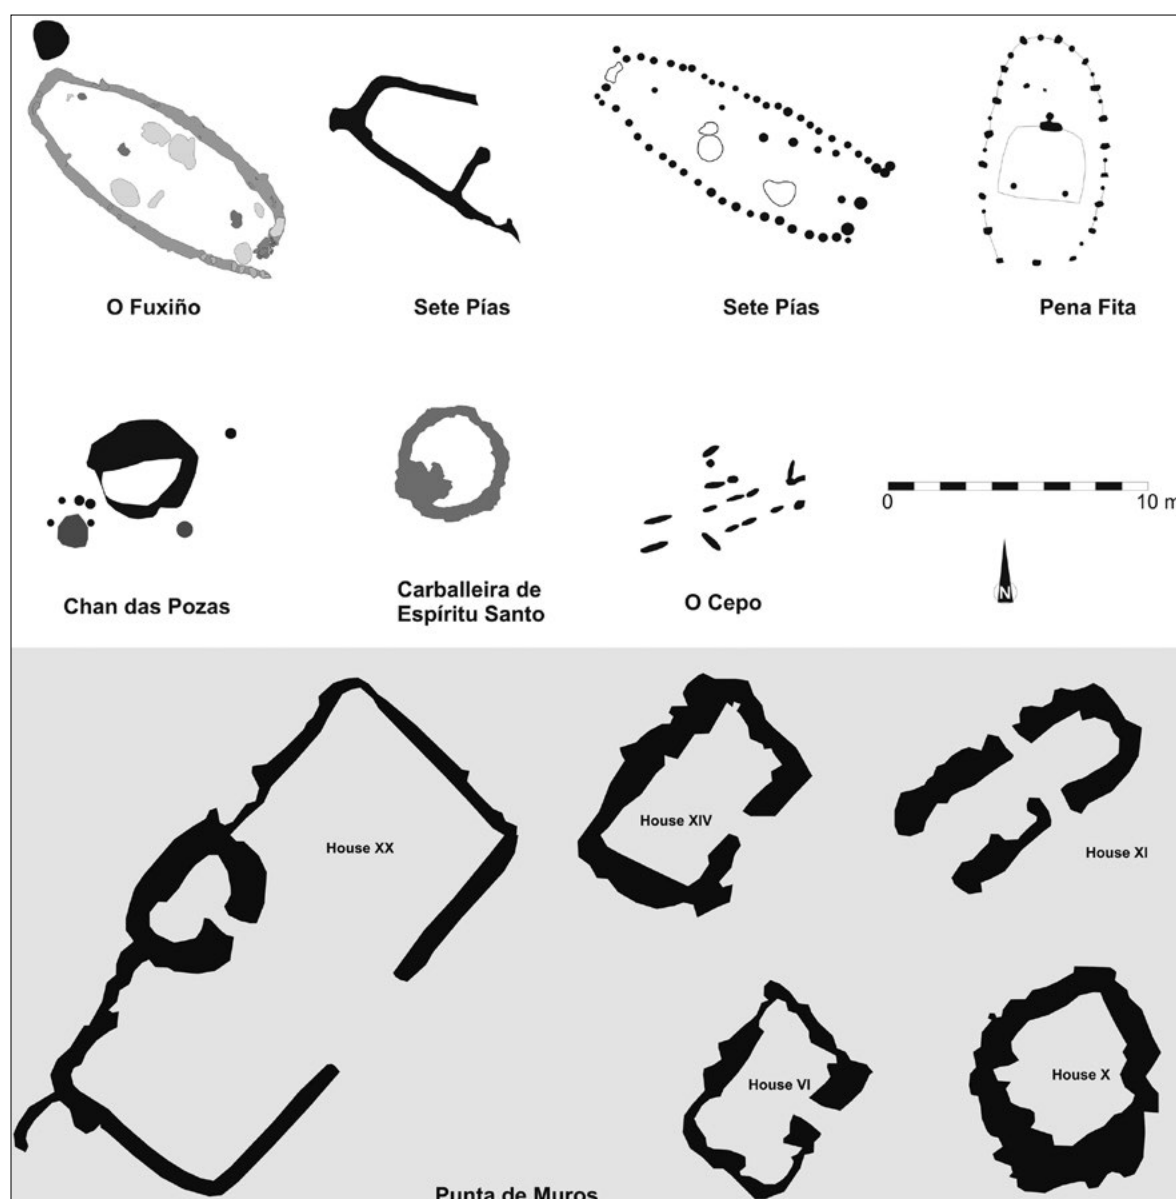 O Fuxiño
Sete Pías
Sete Pías
Pena Fita
Chan das Pozas
Carballeira de
Espíritu Santo
O Cepo
0
10 m
N
House XX
House XIV
House XI
House VI
House X
Punta de Muros